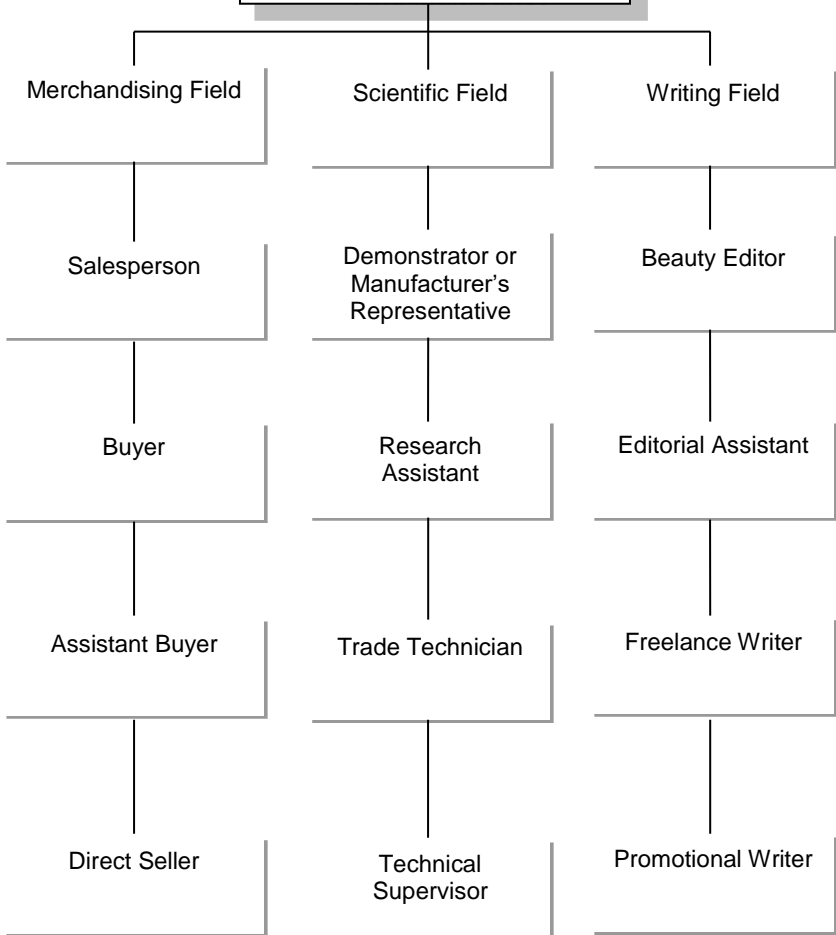 Merchandising Field
Scientific Field
Writing Field
Salesperson
Demonstrator or
Manufacturer’s
Representative
Beauty Editor
Buyer
Research
Assistant
Editorial Assistant
Assistant Buyer
Trade Technician
Freelance Writer
Direct Seller
Technical
Supervisor
Promotional Writer